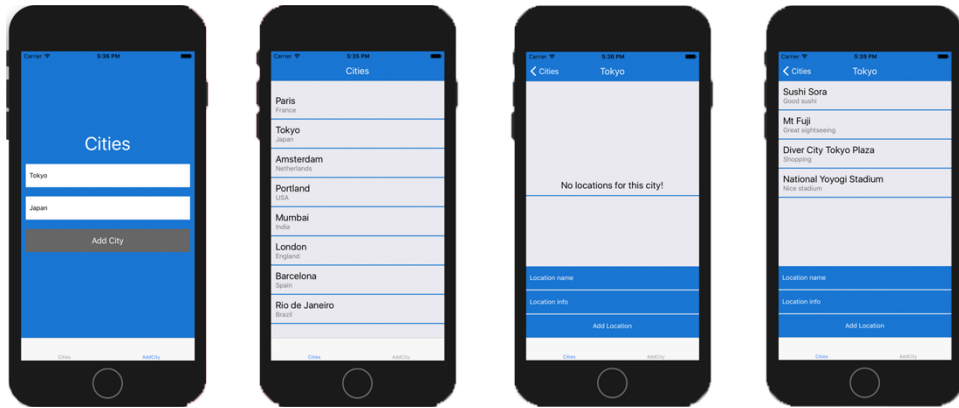 Carrier 5:36 PM
Cities
Tokyo
Japan
Add City
Cities AddCity
Carrier 5:35 PM
Cities
Paris
France
Tokyo
Japan
Amsterdam
Netherlands
Portland
USA
Mumbai
India
London
England
Barcelona
Spain
Rio de Janeiro
Brazil
Cities AddCity
Carrier 5:36 PM
Cities Tokyo
No locations for this city!
Location name
Location info
Add Location
Cities AddCity
Carrier 5:39 PM
Cities Tokyo
Sushi Sora
Good sushi
Mt Fuji
Great sightseeing
Diver City Tokyo Plaza
Shopping
National Yoyogi Stadium
Nice stadium
Location name
Location info
Add Location
Cities AddCity